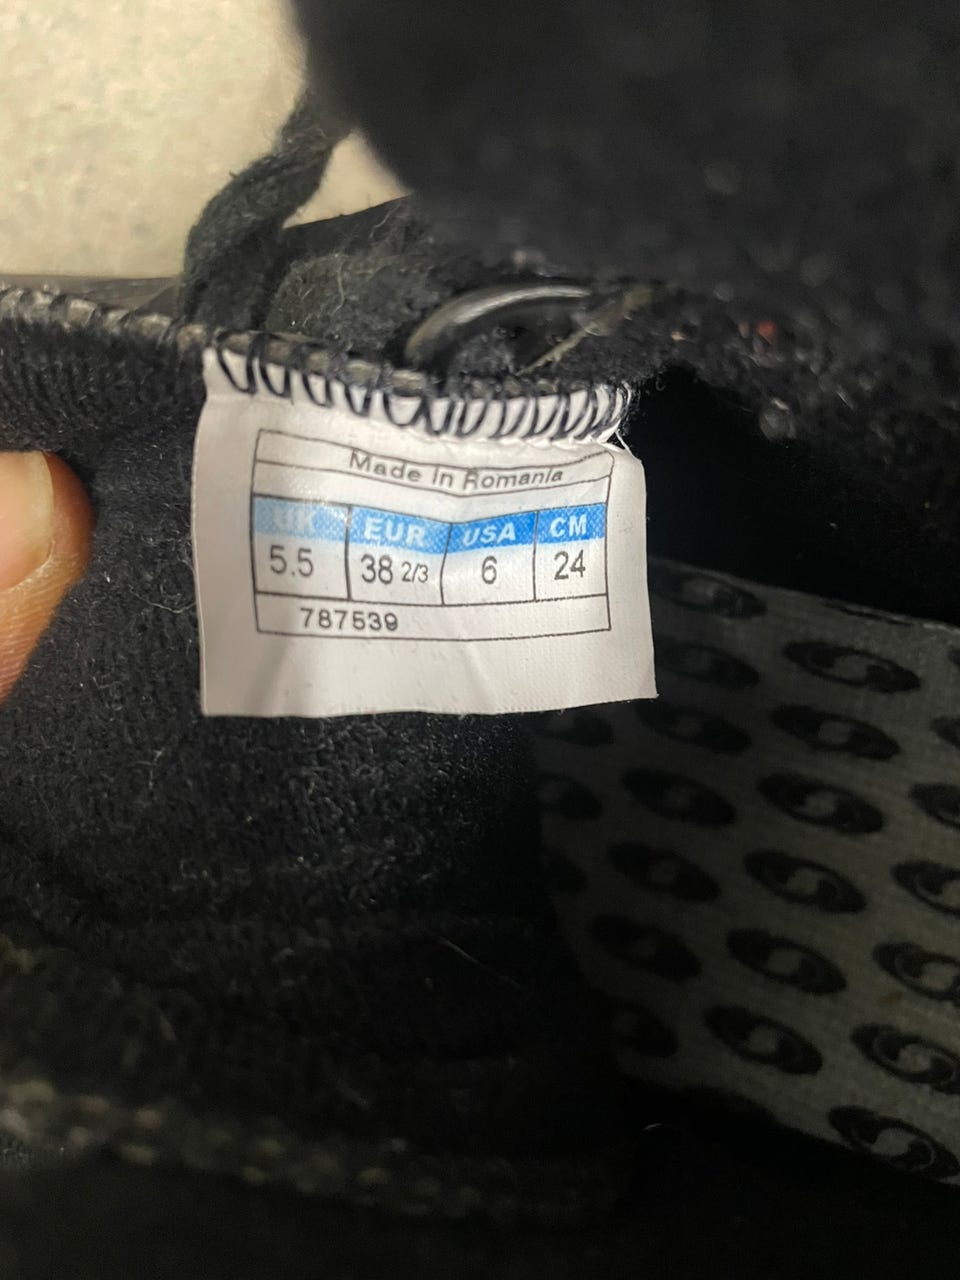 Made In Romania
UK EUR USA CM
5.5 38 2/3 6 24
787539